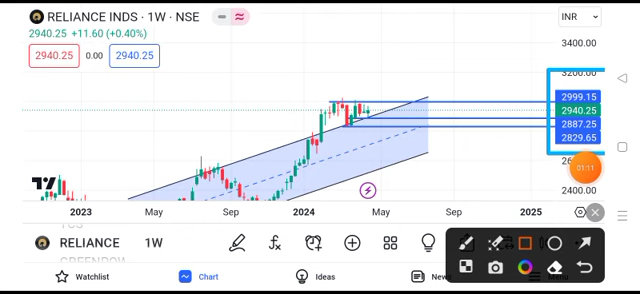 RELIANCE INDS · 1W · NSE
INR
2940.25 +11.60 (+0.40%)
2940.25 0.00 2940.25
3400.00
3200.00
2999.15
2940.25
2887.25
2829.65
01:11
2400.00
2023 May Sep 2024 May Sep 2025
RELIANCE 1W
Watchlist Chart Ideas News